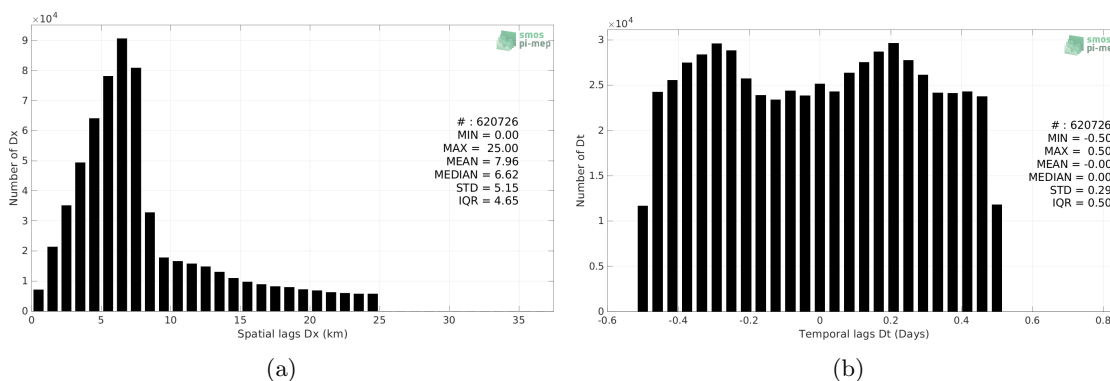 ×10⁴
9
8
7
6
5
4
3
2
1
0
Number of Dx
0 5 10 15 20 25 30 35
Spatial lags Dx (km)
smos
pi-mep
# : 620726
MIN = 0.00
MAX = 25.00
MEAN = 7.96
MEDIAN = 6.62
STD = 5.15
IQR = 4.65
(a)
×10⁴
3
2.5
2
1.5
1
0.5
0
Number of Dt
-0.6 -0.4 -0.2 0 0.2 0.4 0.6 0.8
Temporal lags Dt (Days)
smos
pi-mep
# : 620726
MIN = -0.50
MAX = 0.50
MEAN = -0.00
MEDIAN = 0.00
STD = 0.29
IQR = 0.50
(b)